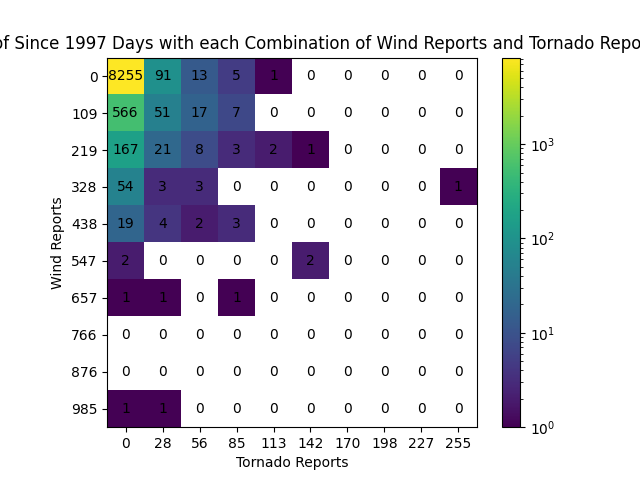 of Since 1997 Days with each Combination of Wind Reports and Tornado Repo
0 8255 91 13 5 1 0 0 0 0 0
109 566 51 17 7 0 0 0 0 0 0
219 167 21 8 3 2 1 0 0 0 0
328 54 3 3 0 0 0 0 0 0 1
438 19 4 2 3 0 0 0 0 0 0
547 2 0 0 0 0 2 0 0 0 0
657 1 1 0 1 0 0 0 0 0 0
766 0 0 0 0 0 0 0 0 0 0
876 0 0 0 0 0 0 0 0 0 0
985 1 1 0 0 0 0 0 0 0 0
0 28 56 85 113 142 170 198 227 255
Wind Reports
Tornado Reports
10³
10²
10¹
10⁰